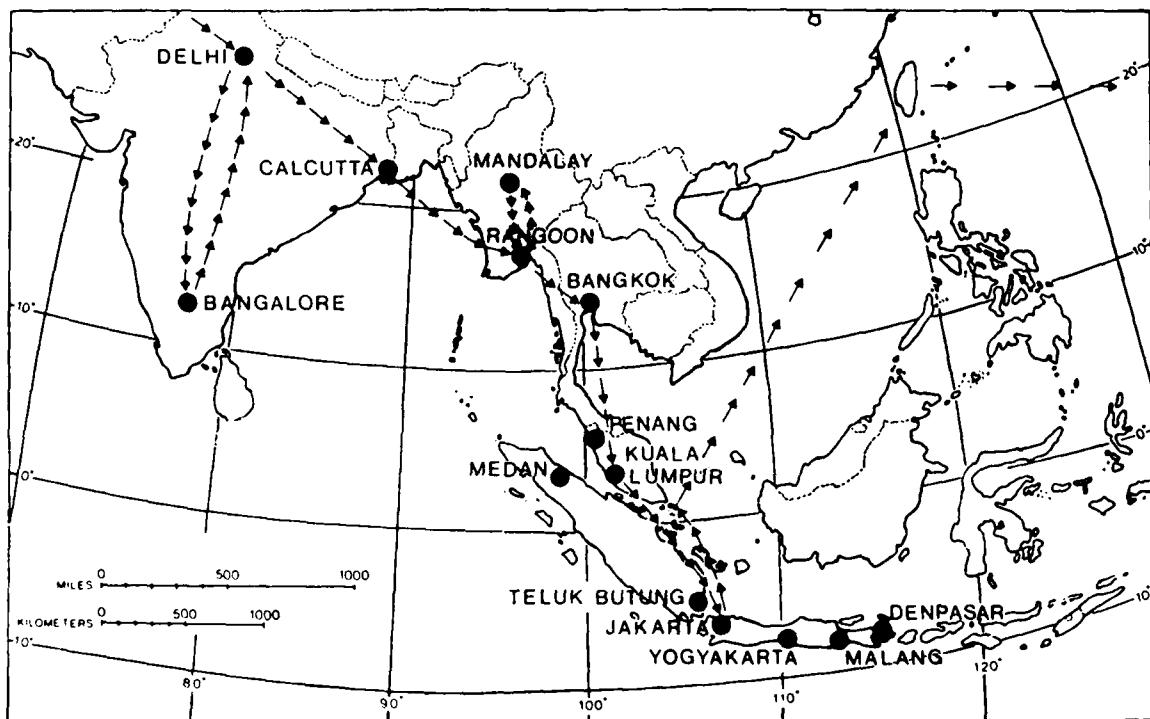 DELHI
20°
20°
CALCUTTA
MANDALAY
RANGOON
BANGKOK
BANGALORE
10°
10°
PENANG
KUALA
LUMPUR
MEDAN
0°
0°
MILES 0 500 1000
KILOMETERS 0 500 1000
TELUK BUTUNG
JAKARTA
DENPASAR
YOGYAKARTA
MALANG
10°
10°
80°
90°
100°
110°
120°